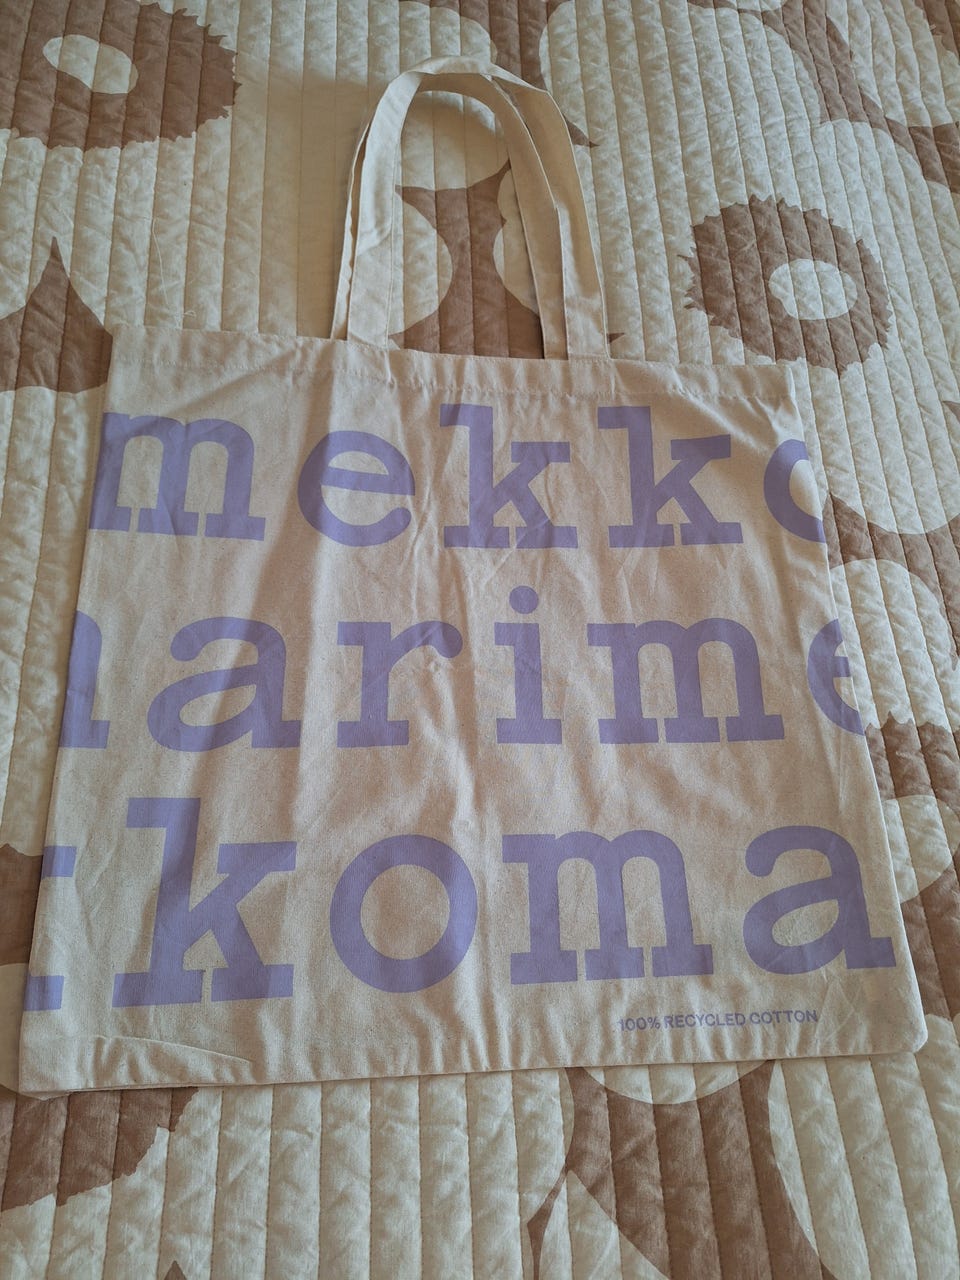 mekko
arime
koma
100% RECYCLED COTTON